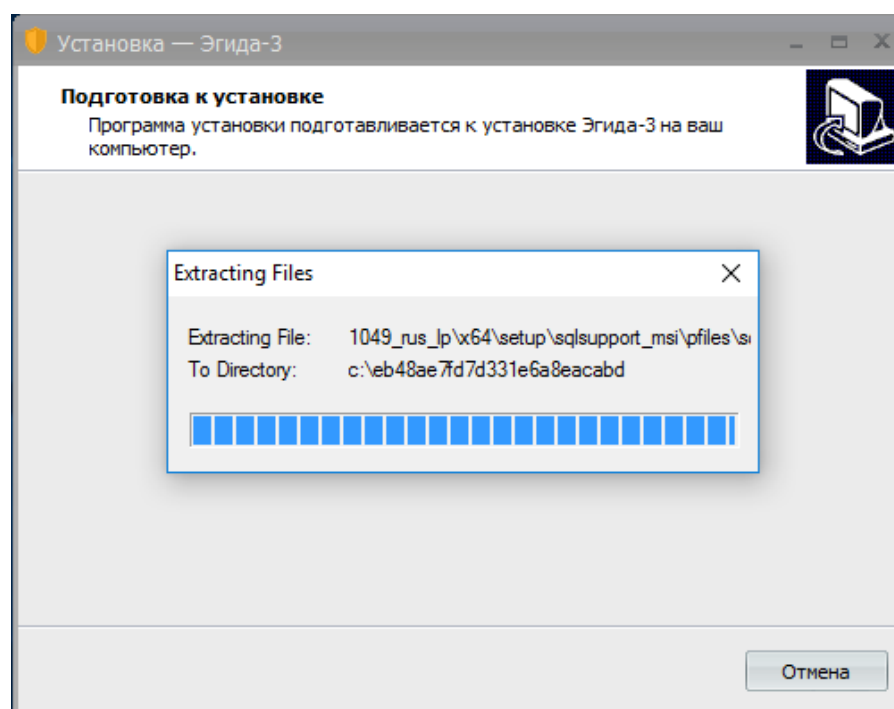 Установка — Эгида-3
Подготовка к установке
Программа установки подготавливается к установке Эгида-3 на ваш
компьютер.
Extracting Files
Extracting File: 1049_rus_lp\x64\setup\sqlsupport_msi\pfiles\s
To Directory: c:\eb48ae7fd7d331e6a8eacabd
Отмена